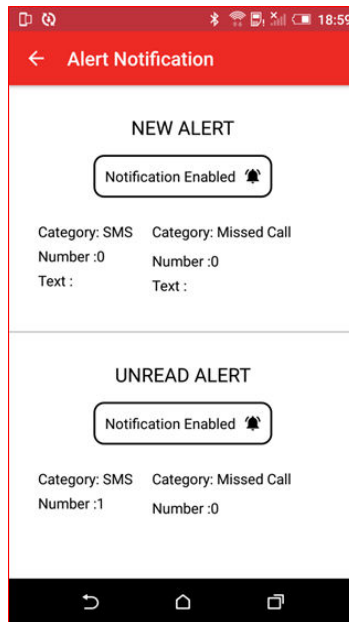 18:59
Alert Notification
NEW ALERT
Notification Enabled
Category: SMS
Number :0
Text :
Category: Missed Call
Number :0
Text :
UNREAD ALERT
Notification Enabled
Category: SMS
Number :1
Category: Missed Call
Number :0